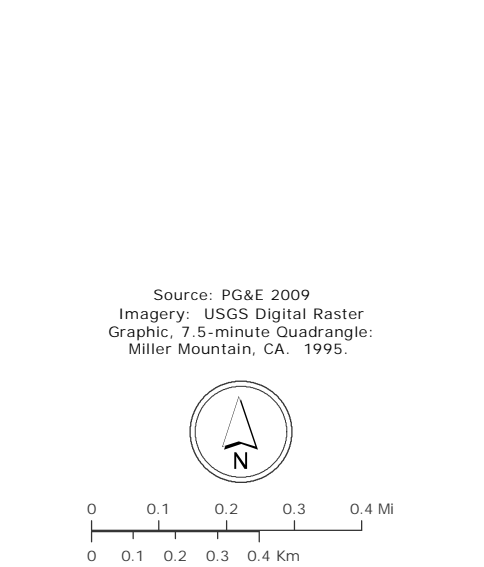 Source: PG&E 2009
Imagery: USGS Digital Raster
Graphic, 7.5-minute Quadrangle:
Miller Mountain, CA. 1995.
N
0 0.1 0.2 0.3 0.4 Mi
0 0.1 0.2 0.3 0.4 Km